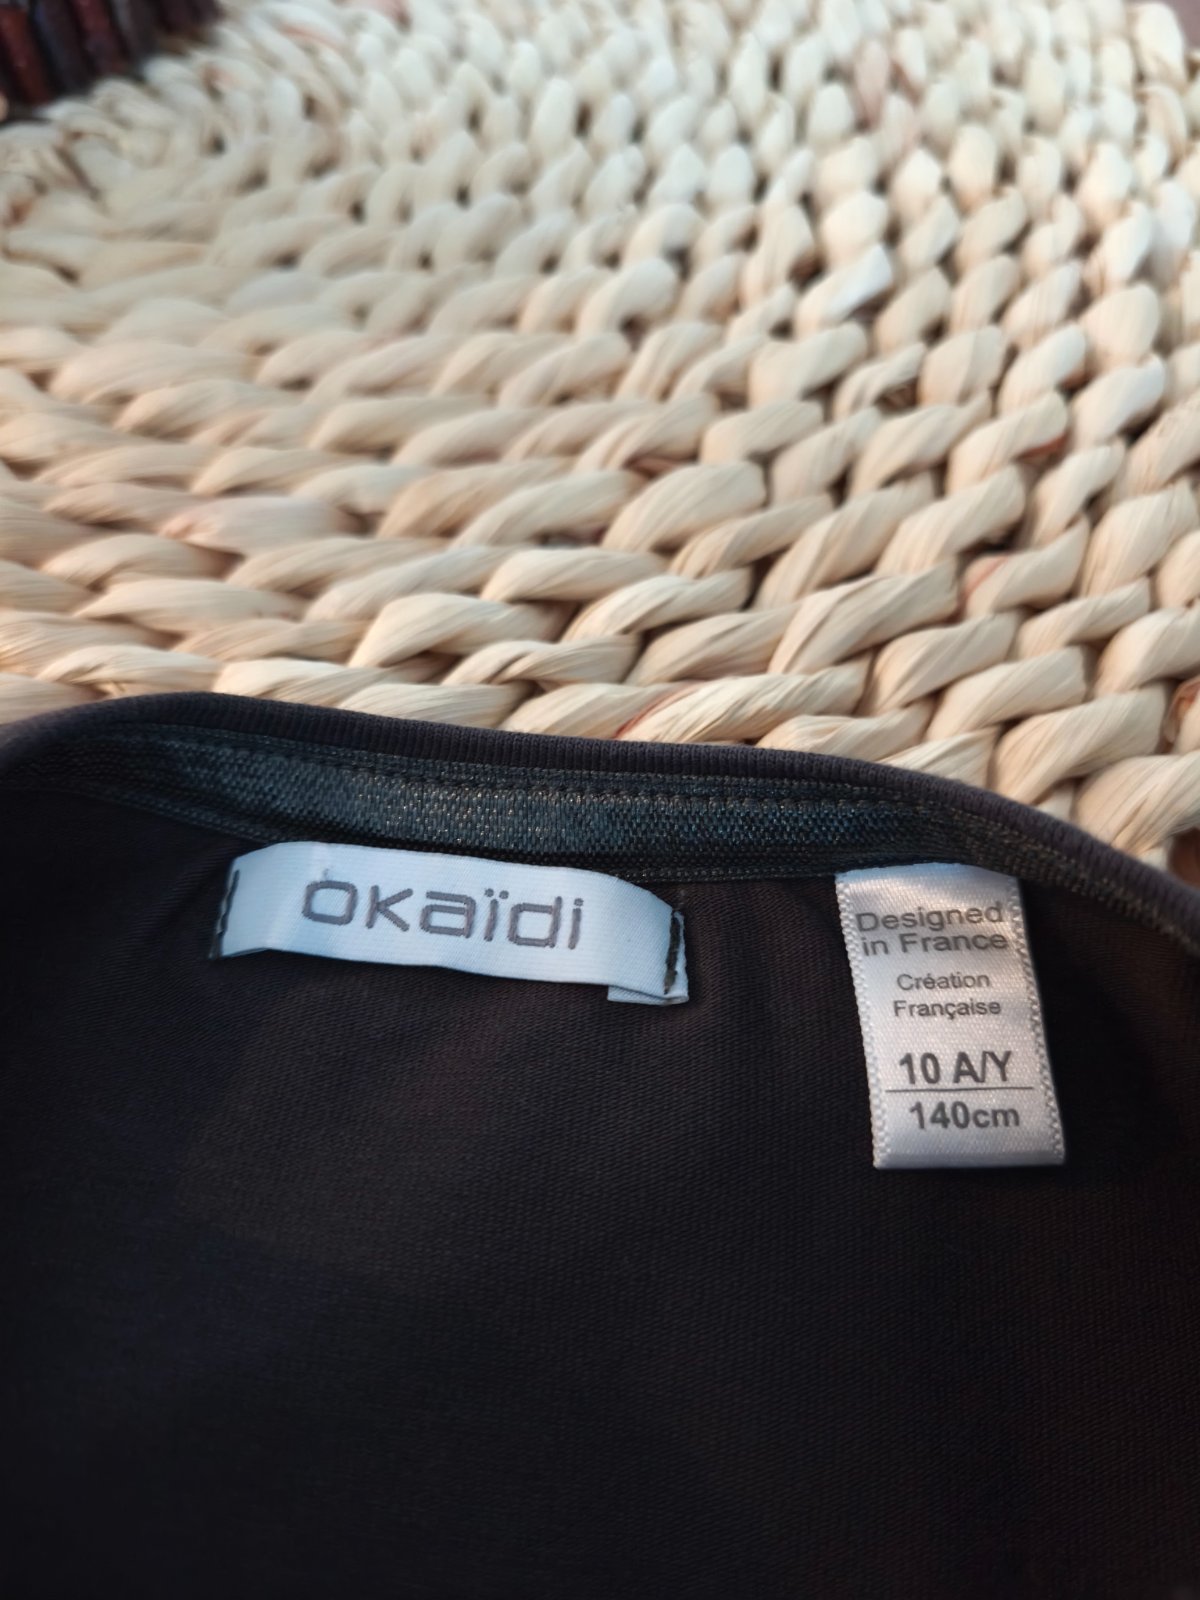 okaïdi
Designed
in France
Création
Française
10 A/Y
140cm